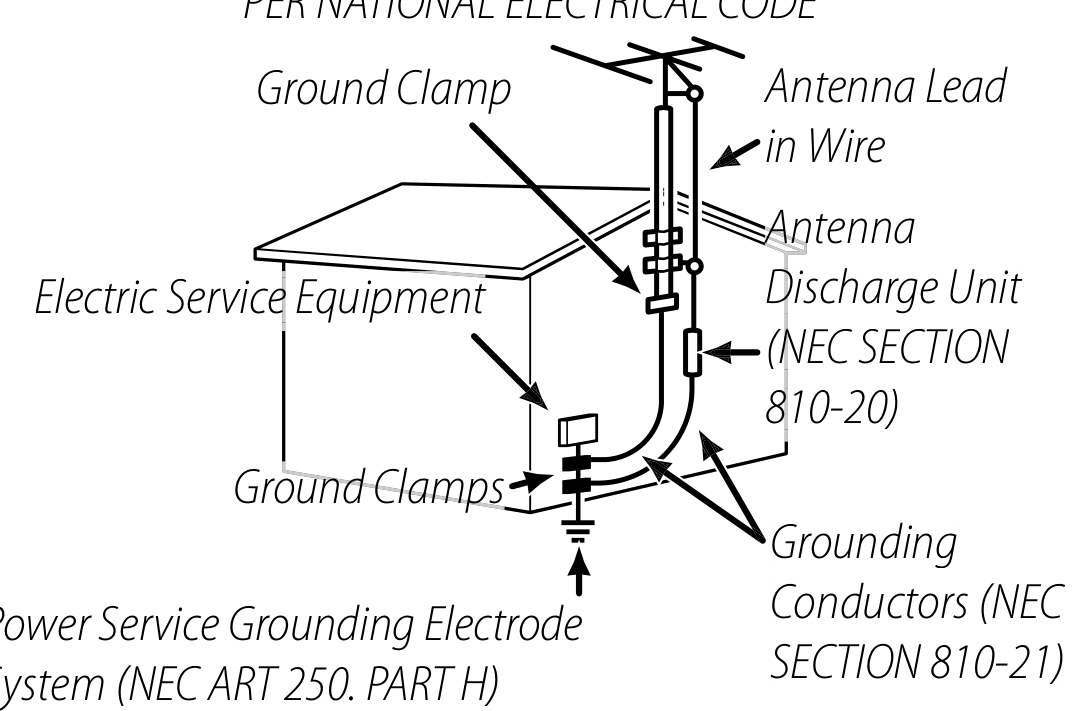 PER NATIONAL ELECTRICAL CODE
Ground Clamp
Antenna Lead
in Wire
Antenna
Discharge Unit
(NEC SECTION
810-20)
Electric Service Equipment
Ground Clamps
Grounding
Conductors (NEC
SECTION 810-21)
Power Service Grounding Electrode
System (NEC ART 250. PART H)